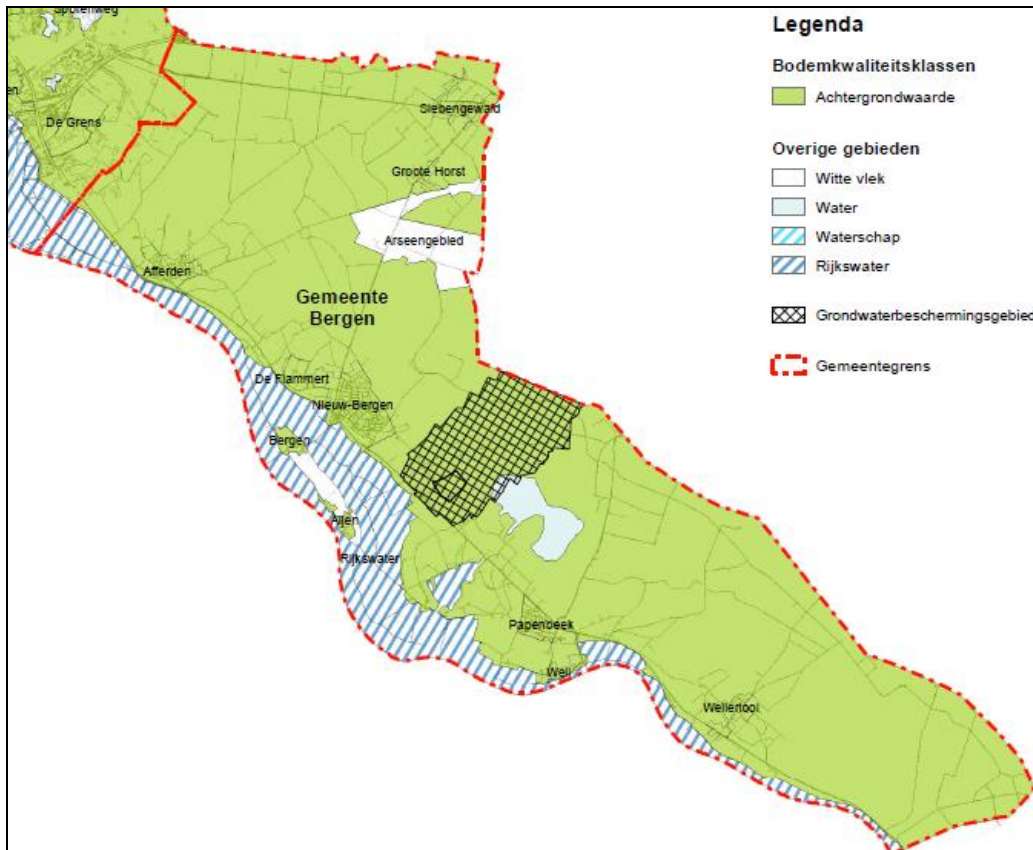 Spoorweg
De Grens
Siebengewald
Groote Horst
Arseengebied
Afferden
Gemeente
Bergen
De Flammert
Nieuw-Bergen
Bergen
Aijen
Rijkswater
Papenbeek
Well
Wellerlooi
Legenda
Bodemkwaliteitsklassen
Achtergrondwaarde
Overige gebieden
Witte vlek
Water
Waterschap
Rijkswater
Grondwaterbeschermingsgebied
Gemeentegrens